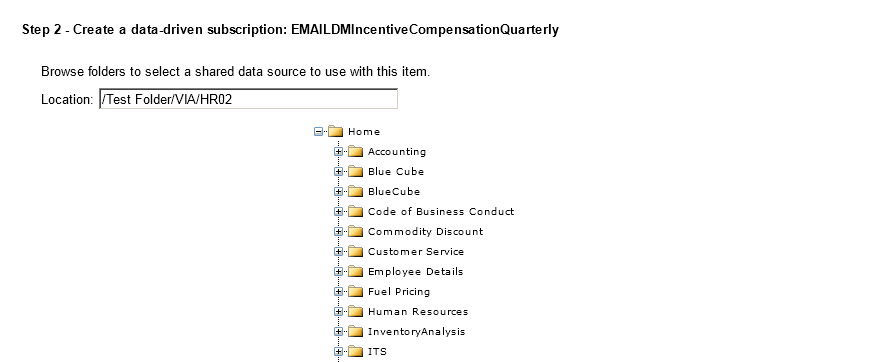 Step 2 - Create a data-driven subscription: EMAILDMIncentiveCompensationQuarterly
Browse folders to select a shared data source to use with this item.
Location: /Test Folder/VIA/HR02
Home
Accounting
Blue Cube
BlueCube
Code of Business Conduct
Commodity Discount
Customer Service
Employee Details
Fuel Pricing
Human Resources
InventoryAnalysis
ITS